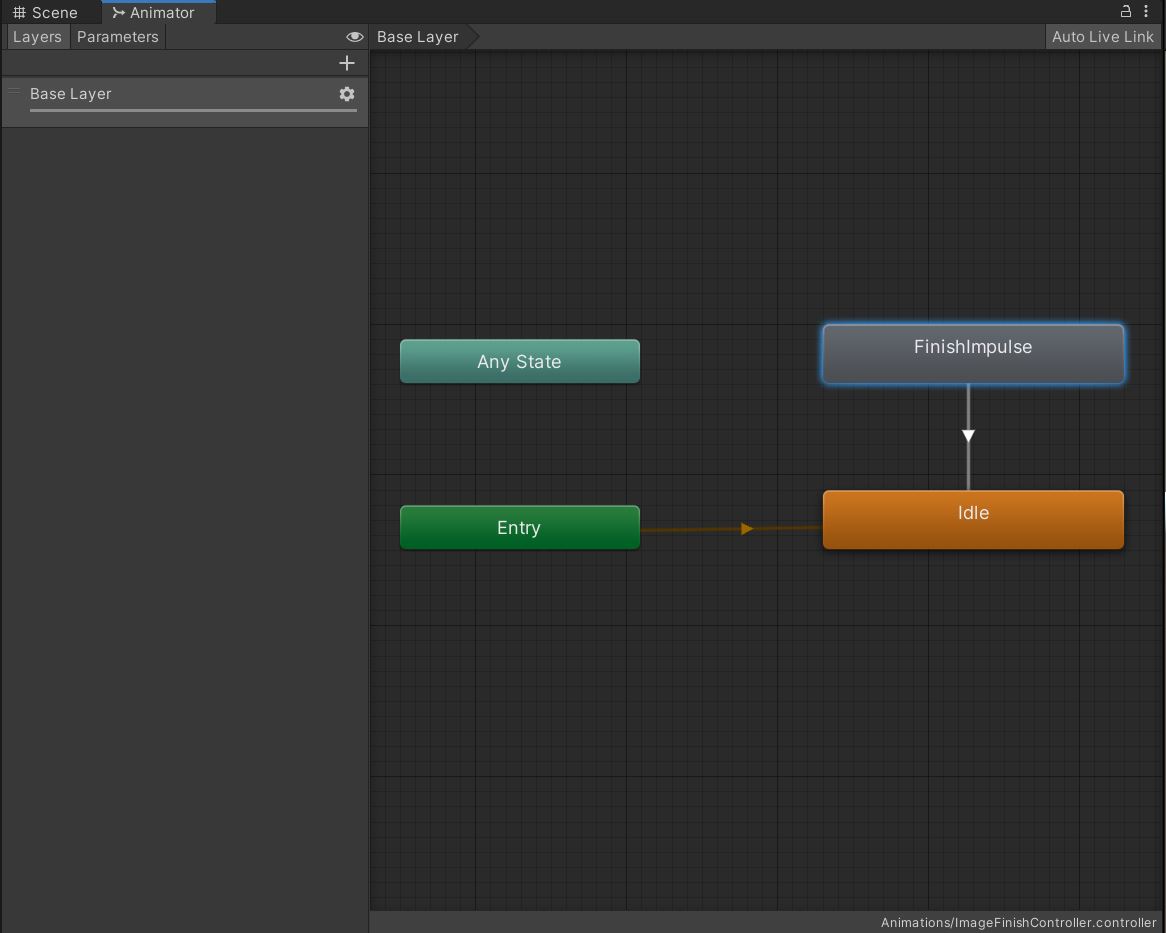 Scene Animator
Layers Parameters Base Layer Auto Live Link
Base Layer
FinishImpulse
Any State
Idle
Entry
Animations/ImageFinishController.controller